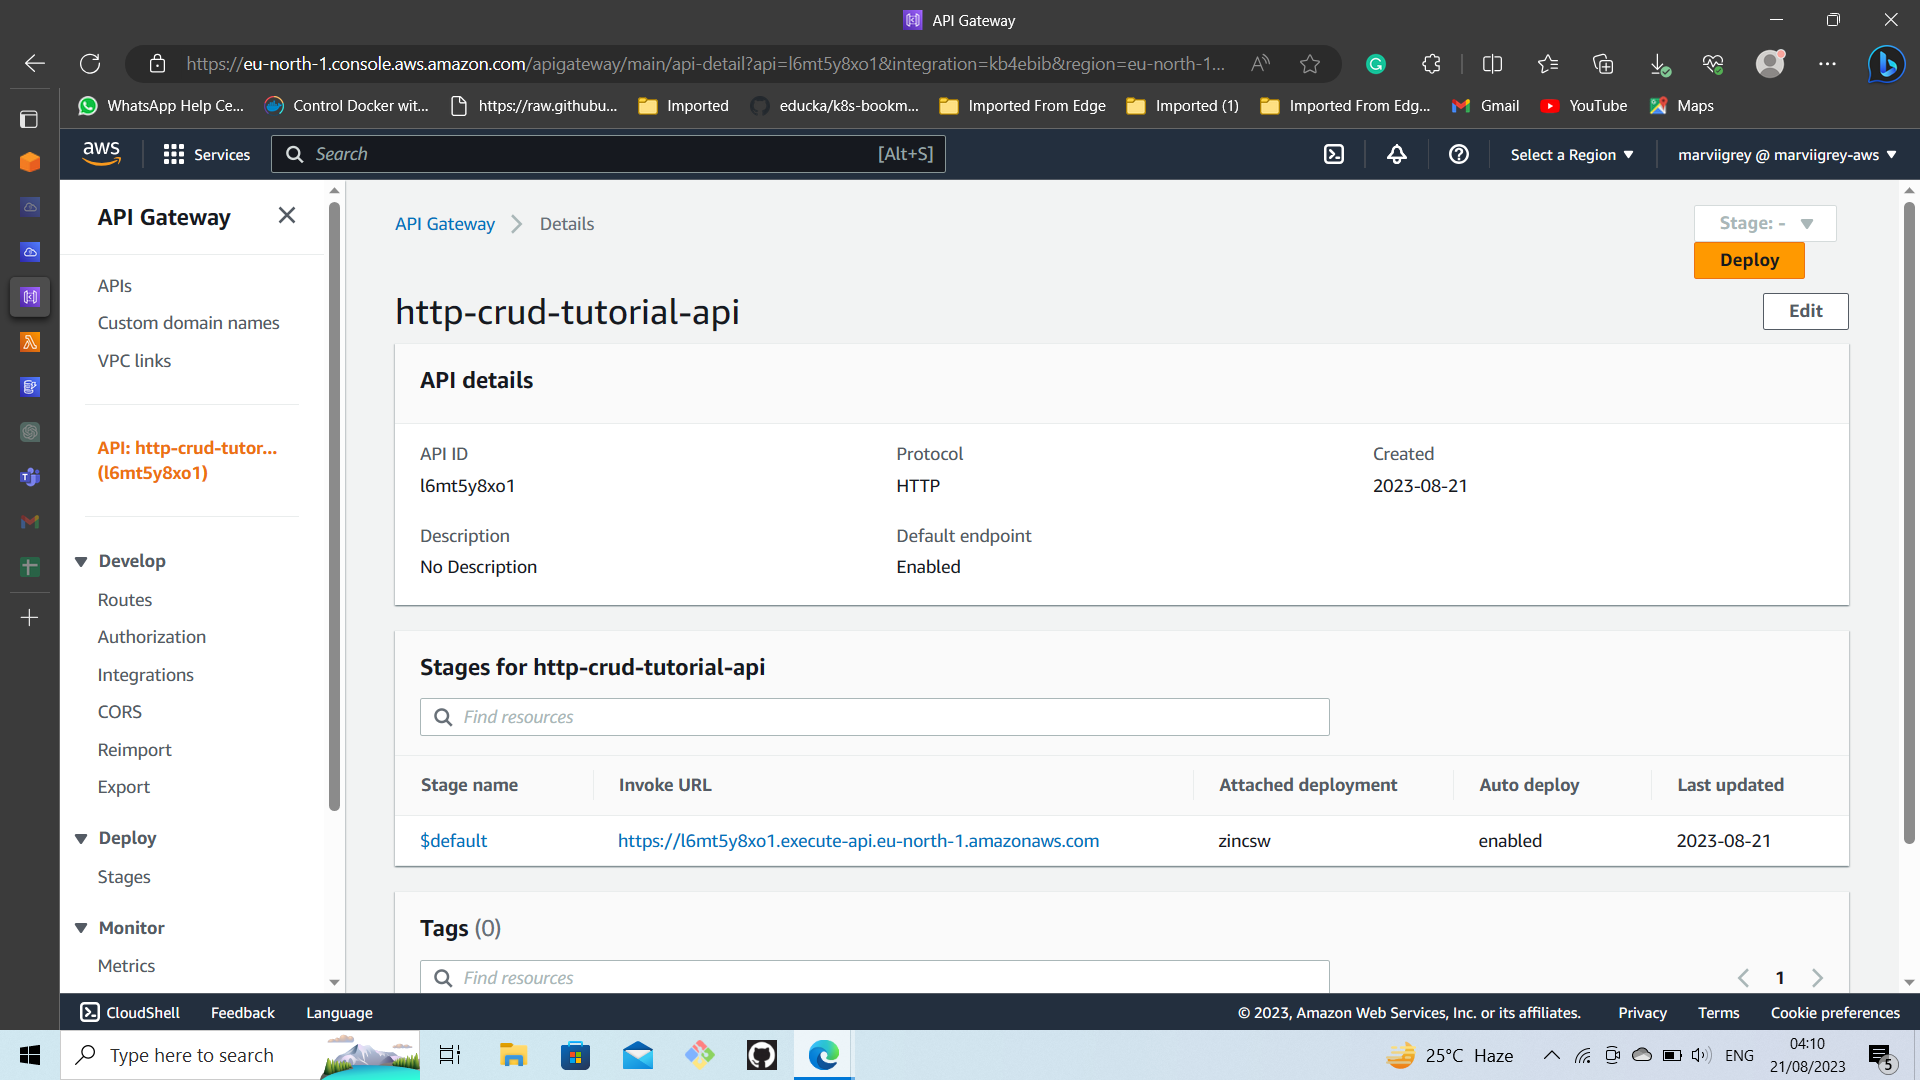 API Gateway
https://eu-north-1.console.aws.amazon.com/apigateway/main/api-detail?api=l6mt5y8xo1&integration=kb4ebib&region=eu-north-1...
WhatsApp Help Ce... Control Docker wit... https://raw.githubu... Imported educka/k8s-bookm... Imported From Edge Imported (1) Imported From Edg... Gmail YouTube Maps
aws Services Search [Alt+S] Select a Region marviigrey @ marviigrey-aws
API Gateway
APIs
Custom domain names
VPC links
API: http-crud-tutor...
(l6mt5y8xo1)
Develop
Routes
Authorization
Integrations
CORS
Reimport
Export
Deploy
Stages
Monitor
Metrics
API Gateway Details
Stage: -
Deploy
http-crud-tutorial-api
Edit
API details
API ID Protocol Created
l6mt5y8xo1 HTTP 2023-08-21
Description Default endpoint
No Description Enabled
Stages for http-crud-tutorial-api
Find resources
Stage name Invoke URL Attached deployment Auto deploy Last updated
$default https://l6mt5y8xo1.execute-api.eu-north-1.amazonaws.com zincsw enabled 2023-08-21
Tags (0)
Find resources 1
CloudShell Feedback Language © 2023, Amazon Web Services, Inc. or its affiliates. Privacy Terms Cookie preferences
Type here to search 25°C Haze ENG 04:10
21/08/2023 5